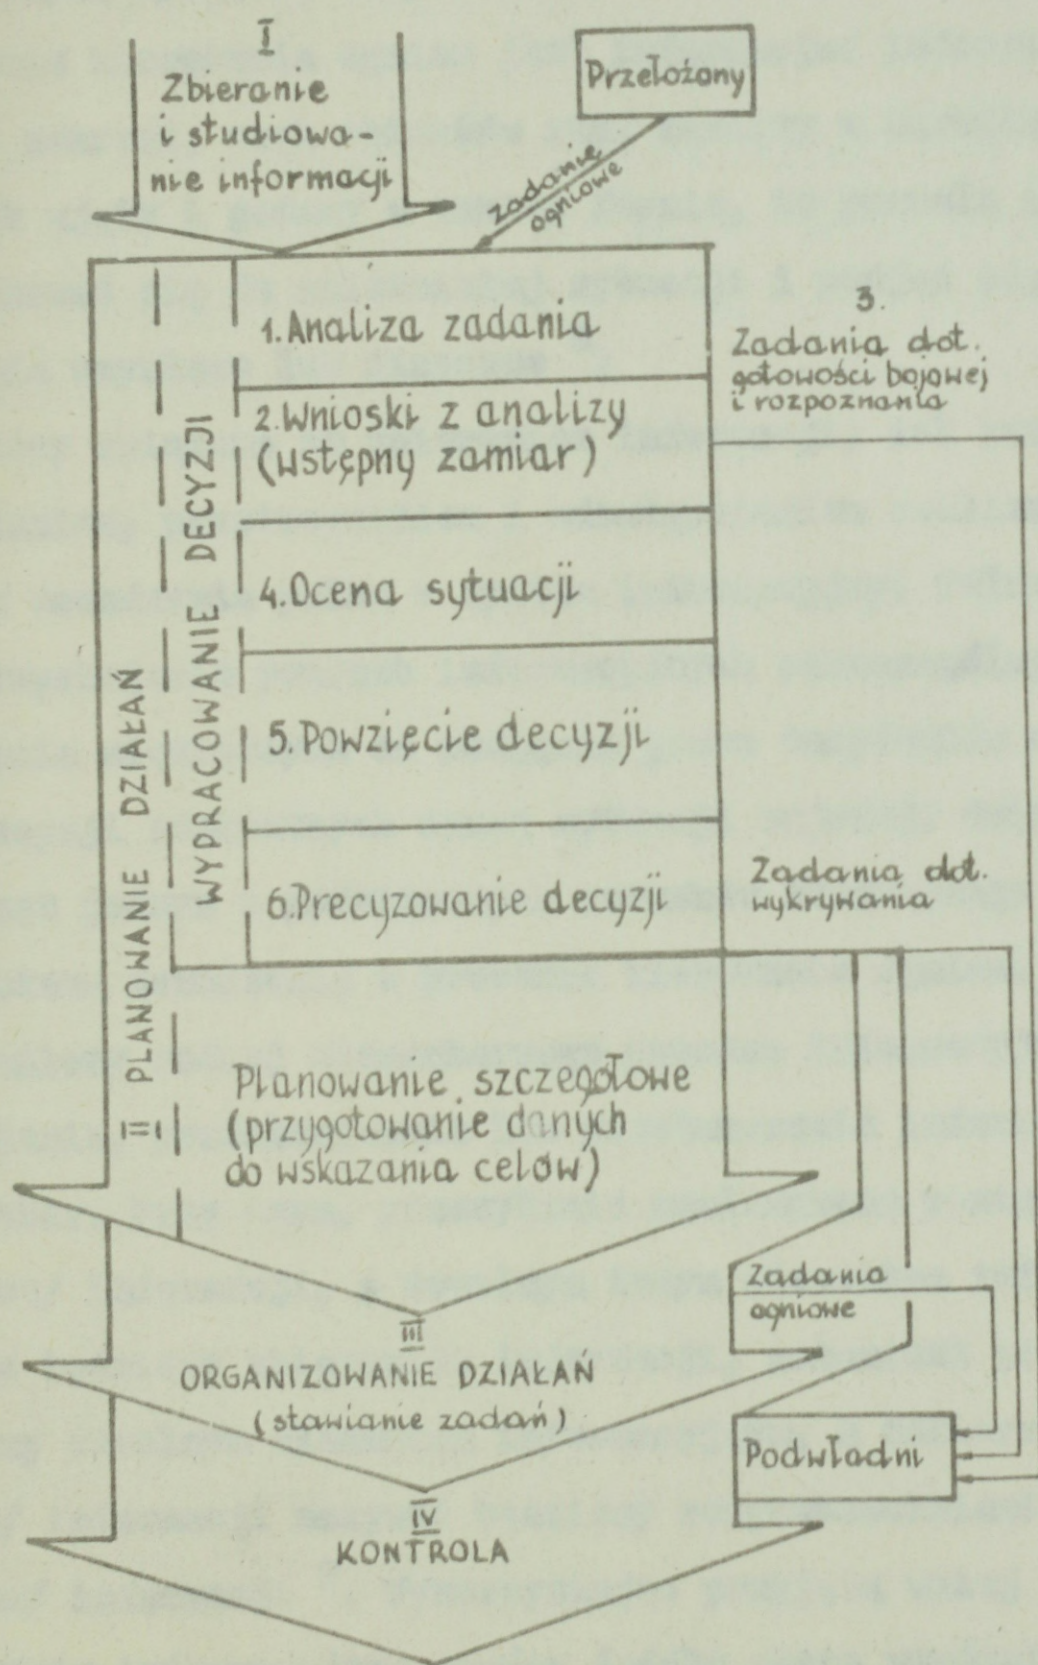 I
Zbieranie
i studiowa-
nie informacji
Przełożony
zadanie
ogniowe
1. Analiza zadania
2. Wnioski z analizy
(wstępny zamiar)
3.
Zadania dot.
gotowości bojowej
i rozpoznania
4. Ocena sytuacji
5. Powzięcie decyzji
6. Precyzowanie decyzji
Zadania dot.
wykrywania
WYPRACOWANIE DECYZJI
II PLANOWANIE DZIAŁAŃ
Planowanie szczegółowe
(przygotowanie danych
do wskazania celów)
Zadania
ogniowe
III
ORGANIZOWANIE DZIAŁAŃ
(stawianie zadań)
Podwładni
IV
KONTROLA